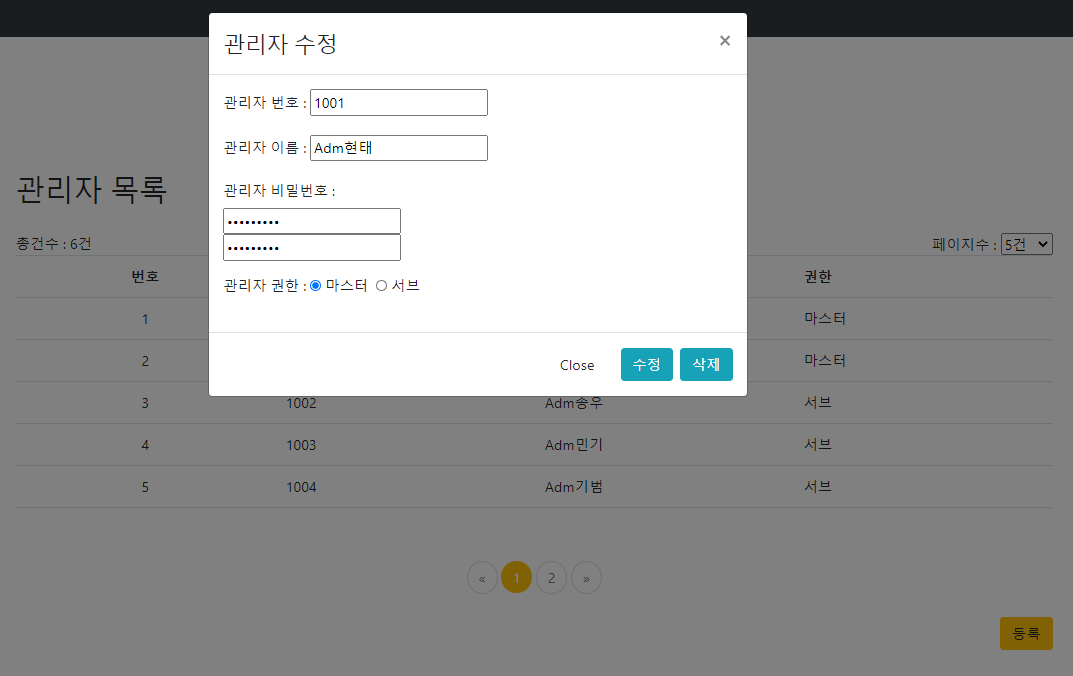 관리자 수정
×
관리자 번호 : 1001
관리자 이름 : Adm현태
관리자 비밀번호 :
•••••••••
•••••••••
관리자 권한 : 마스터 서브
Close 수정 삭제
관리자 목록
총건수 : 6건 페이지수 : 5건
번호 권한
1 마스터
2 마스터
3 1002 Adm송우 서브
4 1003 Adm민기 서브
5 1004 Adm기범 서브
« 1 2 »
등록